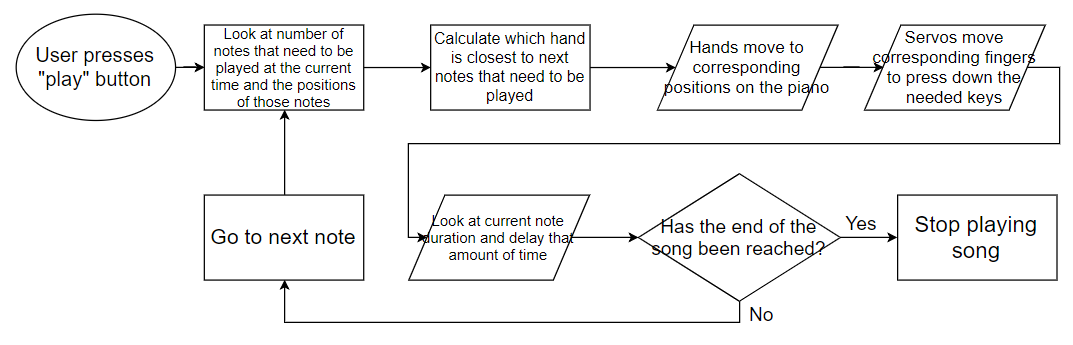 User presses
"play" button
Look at number of
notes that need to be
played at the current
time and the positions
of those notes
Calculate which hand
is closest to next
notes that need to be
played
Hands move to
corresponding
positions on the piano
Servos move
corresponding fingers
to press down the
needed keys
Look at current note
duration and delay that
amount of time
Has the end of the
song been reached?
Yes
Stop playing
song
No
Go to next note